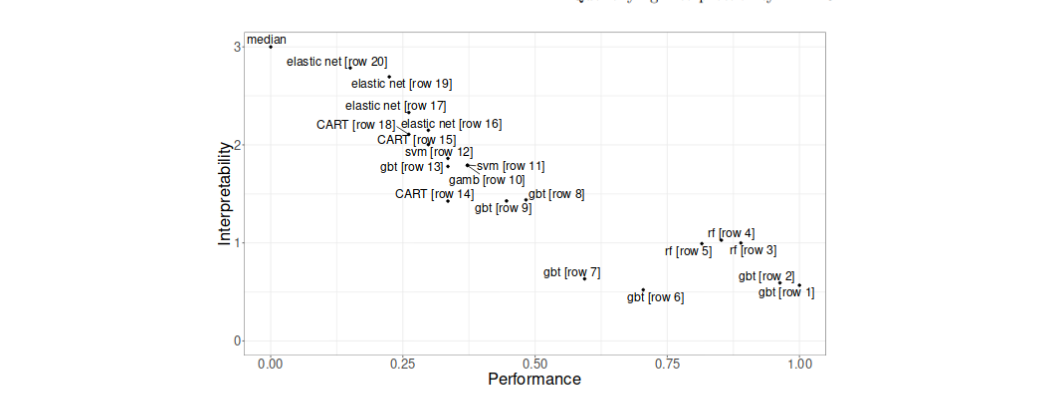 3
median
elastic net [row 20]
elastic net [row 19]
elastic net [row 17]
CART [row 18]
elastic net [row 16]
CART [row 15]
2
svm [row 12]
gbt [row 13]
svm [row 11]
gamb [row 10]
CART [row 14]
gbt [row 8]
gbt [row 9]
Interpretability
rf [row 4]
1
rf [row 5]
rf [row 3]
gbt [row 7]
gbt [row 2]
gbt [row 1]
gbt [row 6]
0
0.00 0.25 0.50 0.75 1.00
Performance